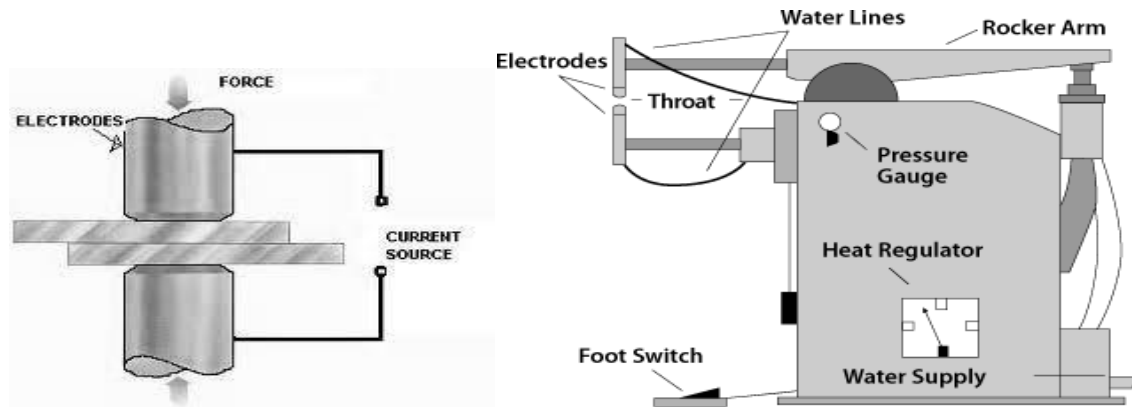 FORCE
ELECTRODES
CURRENT
SOURCE
Water Lines
Rocker Arm
Electrodes
Throat
Pressure
Gauge
Heat Regulator
Foot Switch
Water Supply